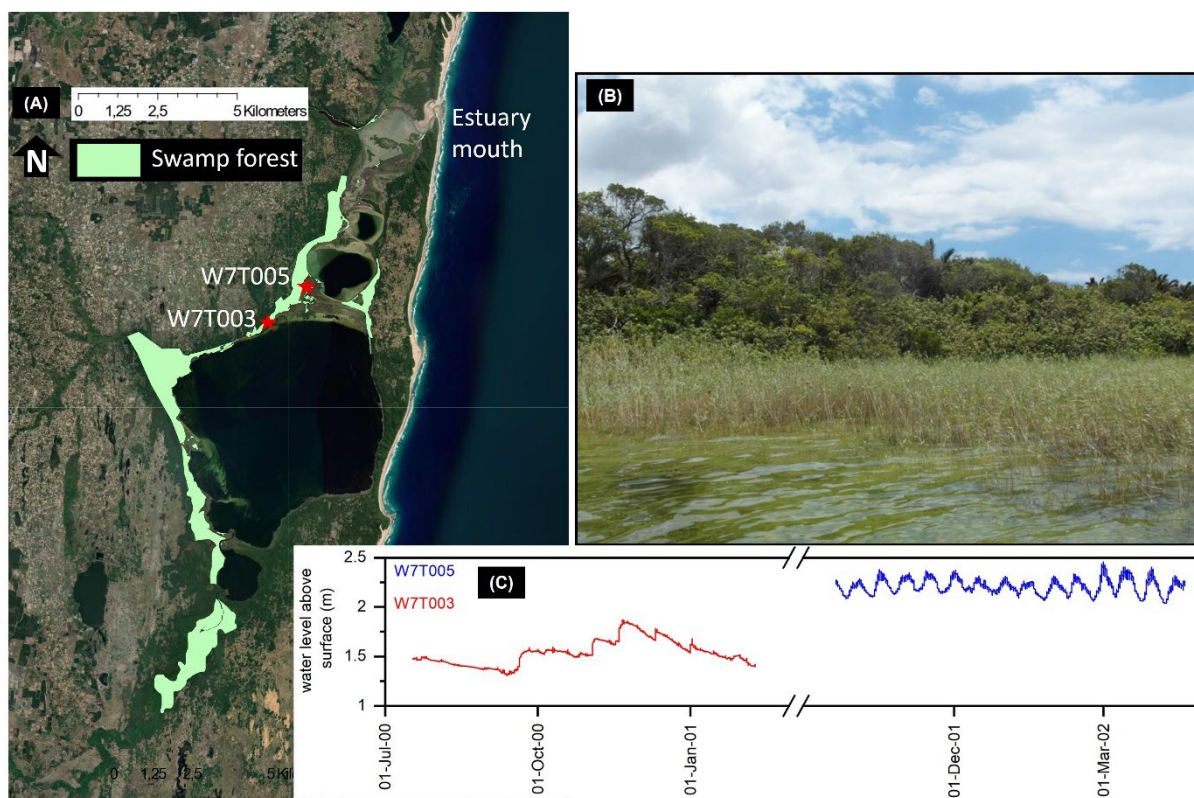 (A)
0 1,25 2,5 5 Kilometers
N
Swamp forest
Estuary
mouth
W7T005
W7T003
0 1,25 2,5 5 Kil
(B)
(C)
W7T005
W7T003
water level above
surface (m)
2.5
2
1.5
1
01-Jul-00
01-Oct-00
01-Jan-01
01-Dec-01
01-Mar-02